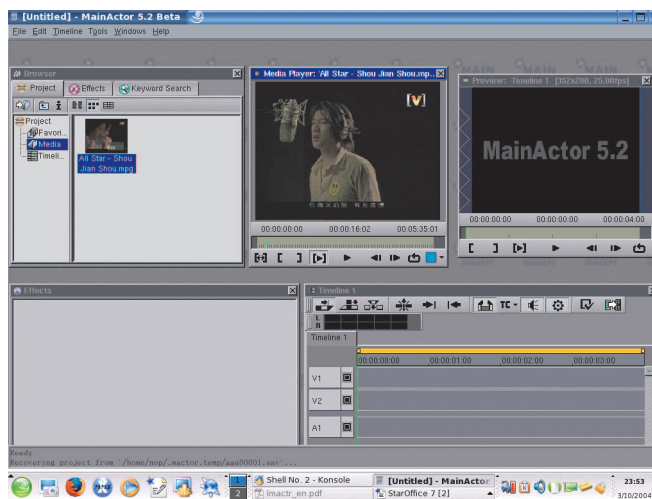 [Untitled] - MainActor 5.2 Beta
File Edit Timeline Tools Windows Help
Browser
Project Effects Keyword Search
Project
Favori...
Media
Timeli...
All Star - Shou
Jian Shou.mpg
Media Player: 'All Star - Shou Jian Shou.mp...
[V]
00:00:00:00 00:00:16:02 00:05:35:01
Preview: Timeline 1 [352x288, 25.00fps]
MainActor 5.2
00:00:00:00 00:00:00:00 00:00:04:00
Effects
Timeline 1
L
R
TC
Timeline 1
00:00:00:00 00:00:01:00 00:00:02:00 00:00:03:00
V1
V2
A1
Ready
Recovering project from '/home/nop/.mactor.temp/aaa00001.sav'...
1
2
Shell No. 2 - Konsole
lmactr_en.pdf
[Untitled] - MainActor
StarOffice 7 [2]
23:53
3/10/2004